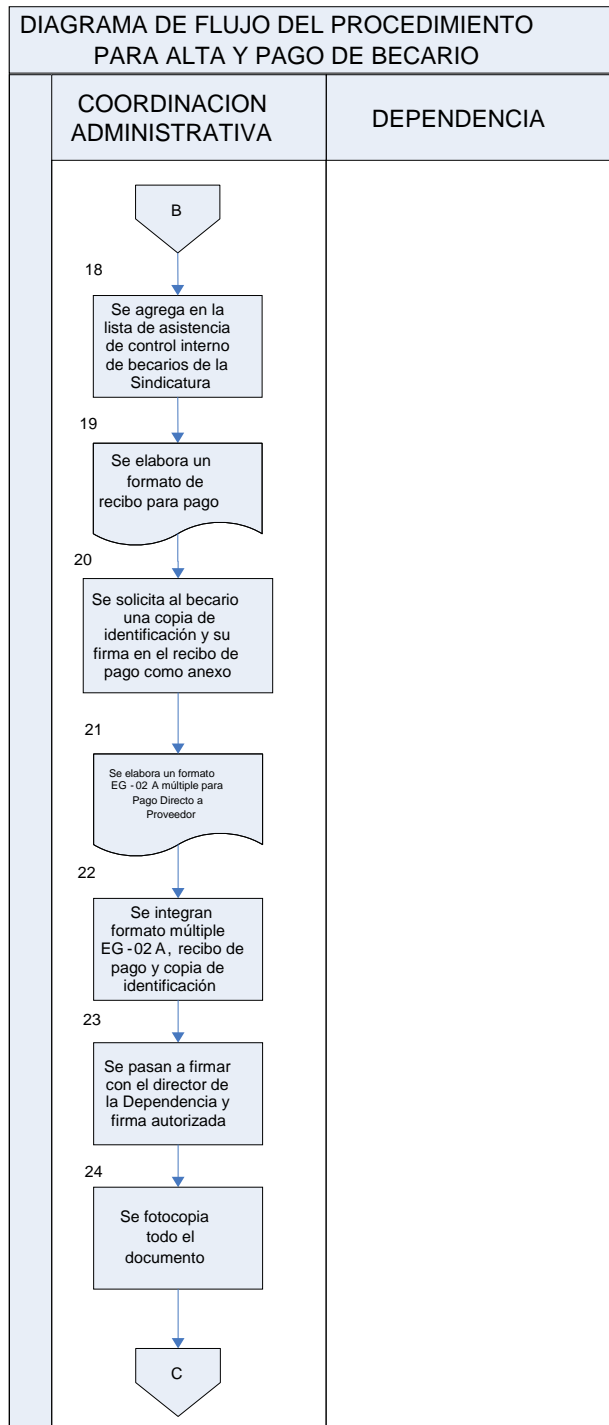 DIAGRAMA DE FLUJO DEL PROCEDIMIENTO
PARA ALTA Y PAGO DE BECARIO
COORDINACION
ADMINISTRATIVA
DEPENDENCIA
B
18
Se agrega en la
lista de asistencia
de control interno
de becarios de la
Sindicatura
19
Se elabora un
formato de
recibo para pago
20
Se solicita al becario
una copia de
identificación y su
firma en el recibo de
pago como anexo
21
Se elabora un formato
EG - 02 A múltiple para
Pago Directo a
Proveedor
22
Se integran
formato múltiple
EG - 02 A, recibo de
pago y copia de
identificación
23
Se pasan a firmar
con el director de
la Dependencia y
firma autorizada
24
Se fotocopia
todo el
documento
C